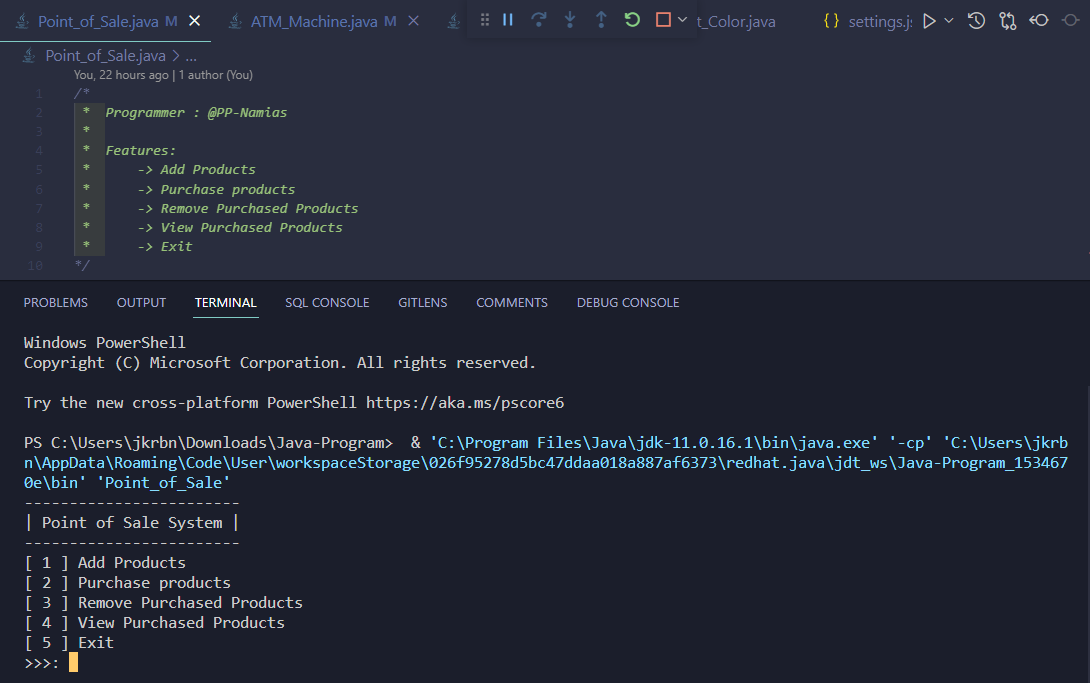 Point_of_Sale.java M ATM_Machine.java M t_Color.java {} settings.js
Point_of_Sale.java > ...
You, 22 hours ago | 1 author (You)
1 /*
2 * Programmer : @PP-Namias
3 *
4 * Features:
5 * -> Add Products
6 * -> Purchase products
7 * -> Remove Purchased Products
8 * -> View Purchased Products
9 * -> Exit
10 */
PROBLEMS OUTPUT TERMINAL SQL CONSOLE GITLENS COMMENTS DEBUG CONSOLE
Windows PowerShell
Copyright (C) Microsoft Corporation. All rights reserved.
Try the new cross-platform PowerShell https://aka.ms/pscore6
PS C:\Users\jkrbn\Downloads\Java-Program> & 'C:\Program Files\Java\jdk-11.0.16.1\bin\java.exe' '-cp' 'C:\Users\jkrb
n\AppData\Roaming\Code\User\workspaceStorage\026f95278d5bc47ddaa018a887af6373\redhat.java\jdt_ws\Java-Program_153467
0e\bin' 'Point_of_Sale'
------------------------
| Point of Sale System |
------------------------
[ 1 ] Add Products
[ 2 ] Purchase products
[ 3 ] Remove Purchased Products
[ 4 ] View Purchased Products
[ 5 ] Exit
>>>: